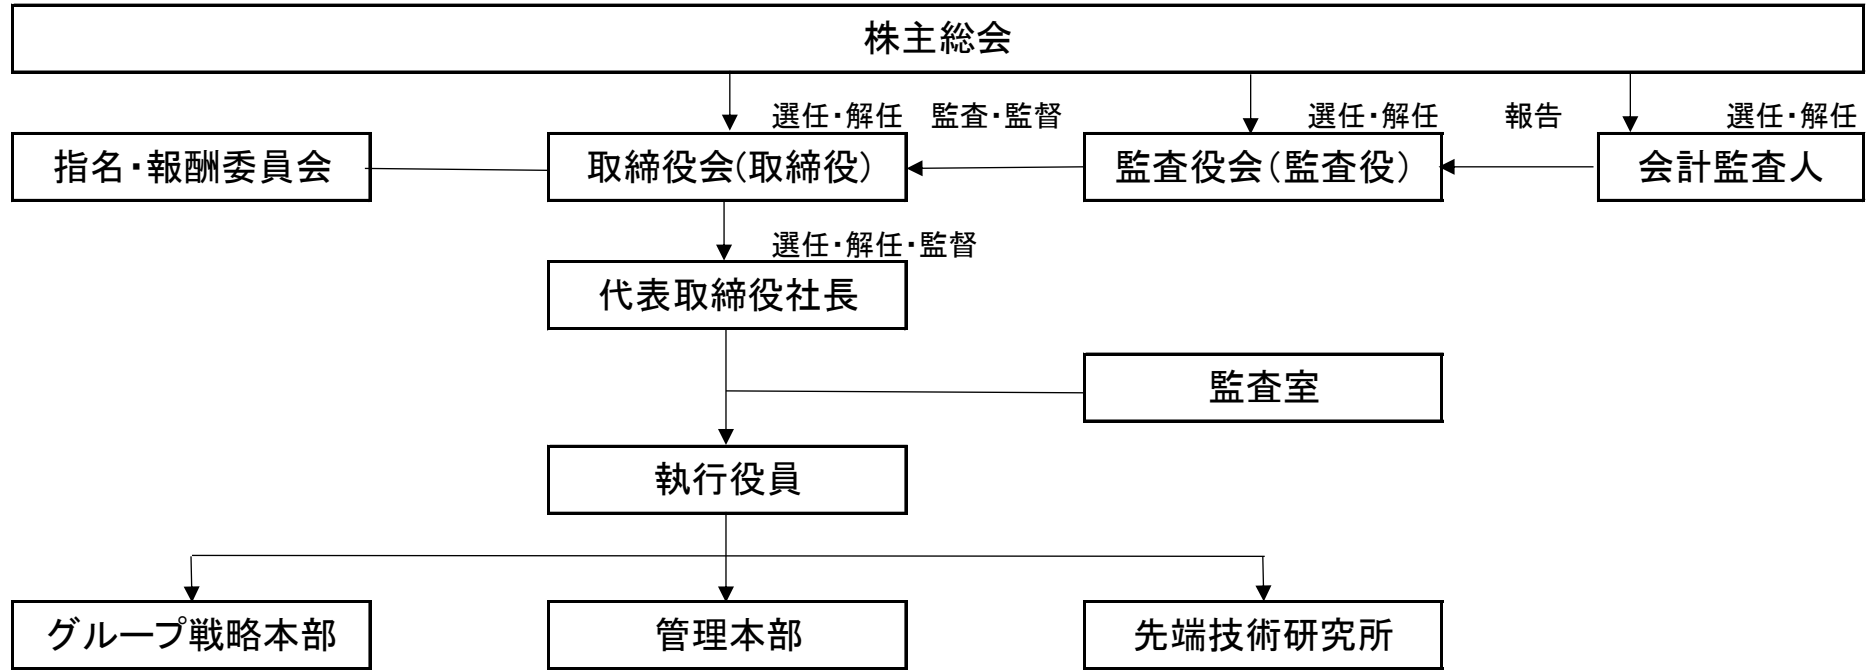 株主総会
選任・解任 監査・監督 選任・解任 報告 選任・解任
指名・報酬委員会 取締役会(取締役) 監査役会(監査役) 会計監査人
選任・解任・監督
代表取締役社長
監査室
執行役員
グループ戦略本部 管理本部 先端技術研究所